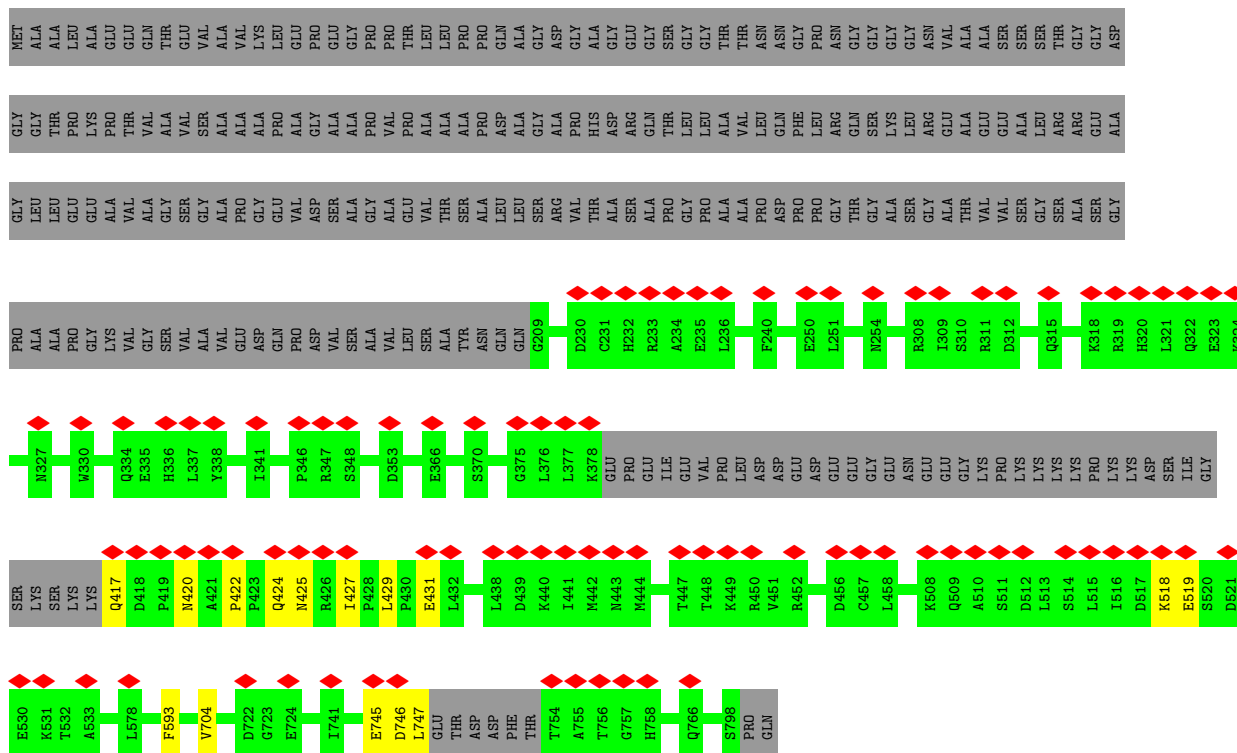 MET ALA ALA LEU ALA GLU GLU GLN THR GLU VAL ALA VAL LYS LEU GLU PRO GLU GLY PRO PRO THR LEU LEU PRO PRO GLN ALA GLY ASP GLY ALA GLY GLU GLY SER GLY GLY THR THR ASN ASN GLY PRO ASN GLY GLY GLY GLY ASN VAL ALA ALA SER SER SER THR GLY GLY ASP
GLY GLY THR PRO LYS PRO THR VAL ALA VAL SER ALA ALA ALA PRO ALA GLY ALA ALA PRO VAL PRO ALA ALA ALA PRO ASP ALA GLY ALA PRO HIS ASP ARG GLN THR LEU LEU ALA VAL LEU GLN PHE LEU ARG GLN SER LYS LEU ARG GLU ALA GLU GLU ALA LEU ARG ARG GLU ALA
GLY LEU LEU GLU GLU ALA VAL ALA GLY SER GLY ALA PRO GLY GLU VAL ASP SER ALA GLY ALA GLU VAL THR SER ALA LEU LEU SER ARG VAL THR ALA SER ALA PRO GLY PRO ALA ALA PRO ASP PRO PRO GLY THR GLY ALA SER GLY ALA THR VAL VAL SER GLY SER ALA SER GLY
PRO ALA ALA PRO GLY LYS VAL GLY SER VAL ALA VAL GLU ASP GLN PRO ASP VAL SER ALA VAL LEU SER ALA TYR ASN GLN GLN G209 D230 C231 H232 R233 A234 E235 L236 F240 E250 L251 N254 R308 I309 S310 R311 D312 Q315 K318 R319 H320 L321 Q322 E323 K324
N327 W330 Q334 E335 H336 L337 Y338 I341 P346 R347 S348 D353 E366 S370 G375 L376 L377 K378 GLU PRO GLU ILE GLU VAL PRO LEU ASP ASP GLU ASP GLU GLU GLY GLU ASN GLU GLU GLY LYS PRO LYS LYS LYS LYS PRO LYS LYS ASP SER ILE GLY
SER LYS SER LYS LYS Q417 D418 P419 N420 A421 P422 P423 Q424 N425 R426 I427 P428 L429 P430 E431 L432 L438 D439 K440 I441 M442 N443 M444 T447 T448 K449 R450 V451 R452 D456 C457 L458 K508 Q509 A510 S511 D512 L513 S514 L515 I516 D517 K518 E519 S520 D521
E530 K531 T532 A533 L578 F593 V704 D722 G723 E724 I741 E745 D746 L747 GLU THR ASP ASP PHE THR T754 A755 T756 G757 H758 Q766 S798 PRO GLN